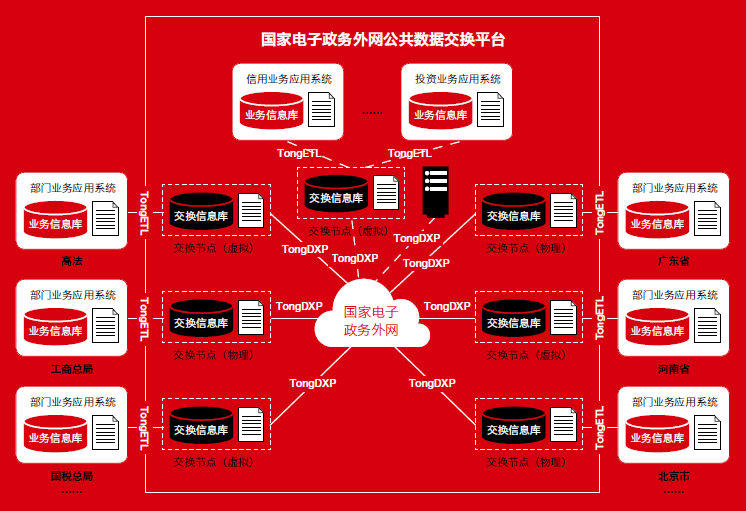 国家电子政务外网公共数据交换平台
信用业务应用系统
业务信息库
......
投资业务应用系统
业务信息库
TongETL
TongETL
交换信息库
交换节点（虚拟）
部门业务应用系统
业务信息库
高法
TongETL
交换信息库
交换节点（虚拟）
TongDXP
TongDXP
TongDXP
TongDXP
交换信息库
交换节点（物理）
TongETL
部门业务应用系统
业务信息库
广东省
部门业务应用系统
业务信息库
工商总局
TongETL
交换信息库
交换节点（物理）
TongDXP
国家电子
政务外网
TongDXP
交换信息库
交换节点（虚拟）
TongETL
部门业务应用系统
业务信息库
河南省
部门业务应用系统
业务信息库
国税总局
......
TongETL
交换信息库
交换节点（虚拟）
TongDXP
TongDXP
交换信息库
交换节点（物理）
TongETL
部门业务应用系统
业务信息库
北京市
......